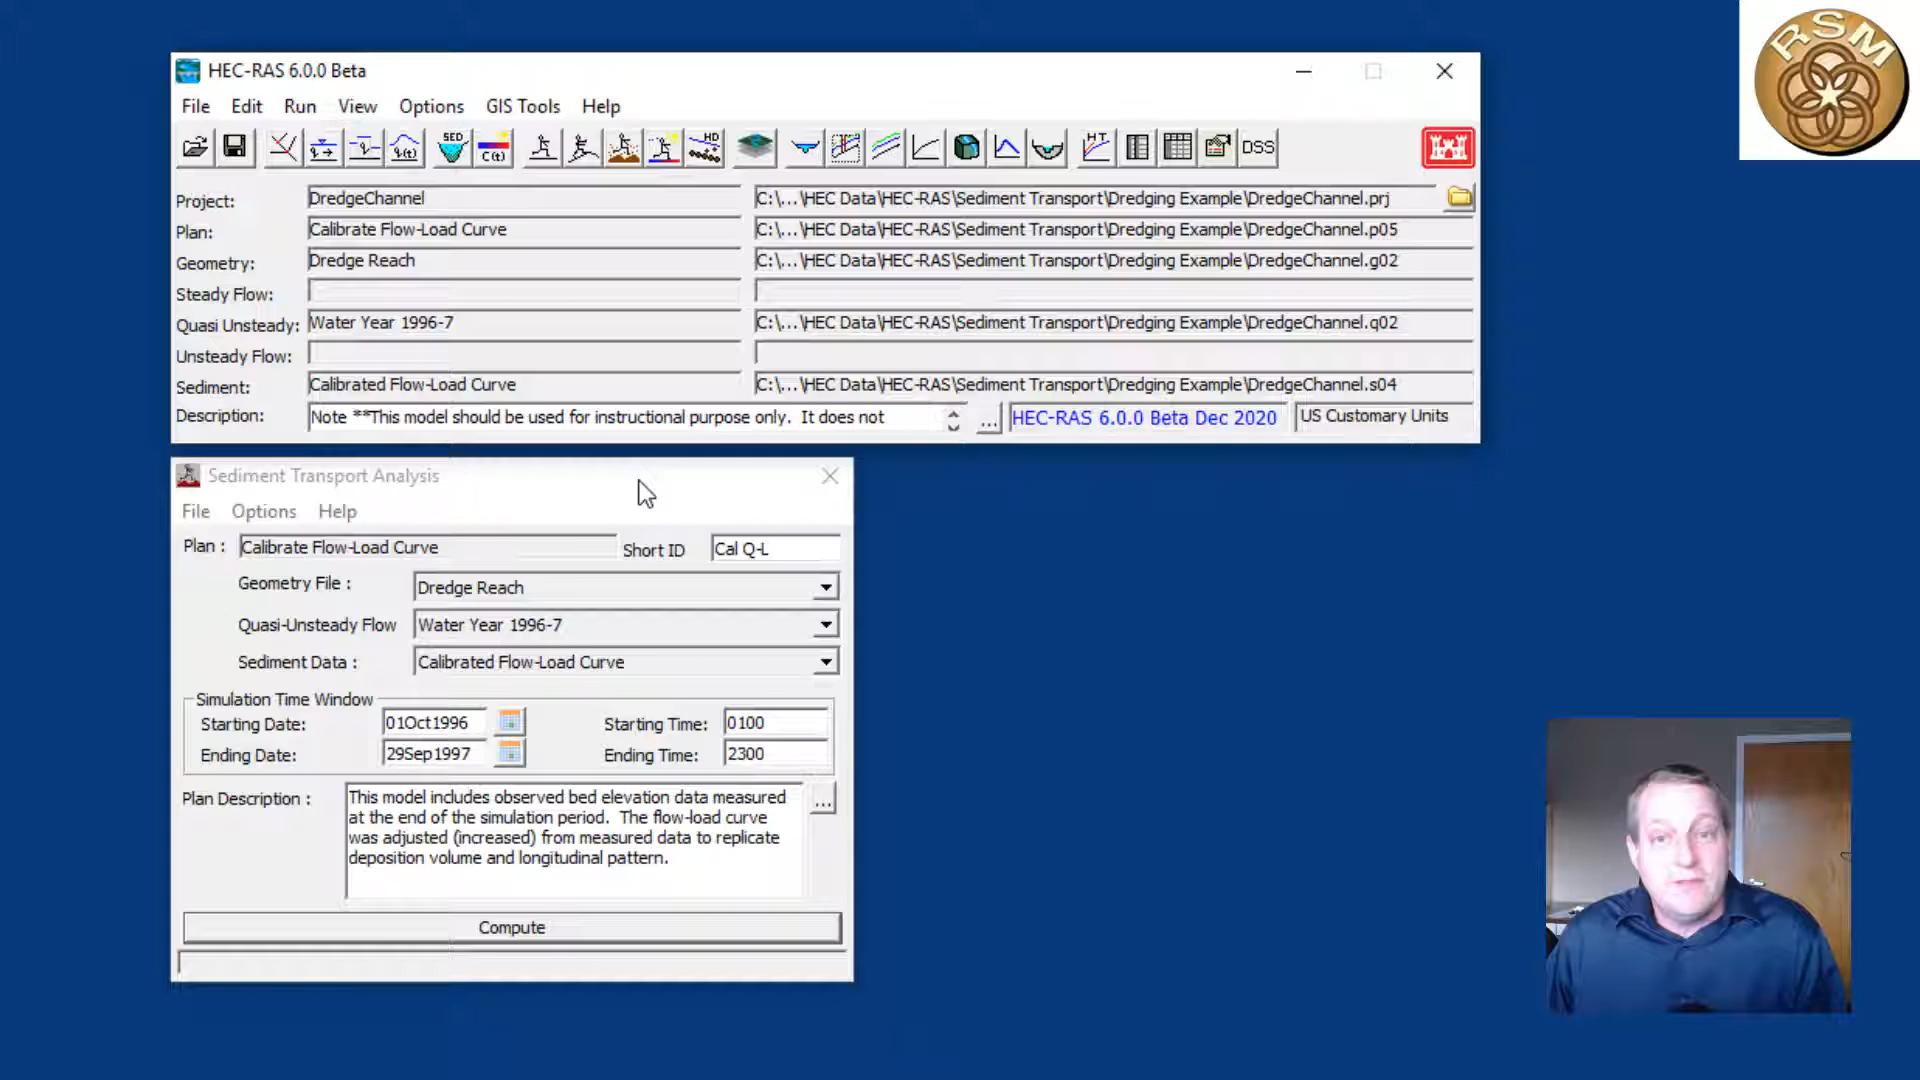 HEC-RAS 6.0.0 Beta
File Edit Run View Options GIS Tools Help
SED C(t) HD HT DSS
Project: DredgeChannel C:\...\HEC Data\HEC-RAS\Sediment Transport\Dredging Example\DredgeChannel.prj
Plan: Calibrate Flow-Load Curve C:\...\HEC Data\HEC-RAS\Sediment Transport\Dredging Example\DredgeChannel.p05
Geometry: Dredge Reach C:\...\HEC Data\HEC-RAS\Sediment Transport\Dredging Example\DredgeChannel.g02
Steady Flow:
Quasi Unsteady: Water Year 1996-7 C:\...\HEC Data\HEC-RAS\Sediment Transport\Dredging Example\DredgeChannel.q02
Unsteady Flow:
Sediment: Calibrated Flow-Load Curve C:\...\HEC Data\HEC-RAS\Sediment Transport\Dredging Example\DredgeChannel.s04
Description: Note **This model should be used for instructional purpose only. It does not ... HEC-RAS 6.0.0 Beta Dec 2020 US Customary Units
RSM
Sediment Transport Analysis
File Options Help
Plan : Calibrate Flow-Load Curve Short ID Cal Q-L
Geometry File : Dredge Reach
Quasi-Unsteady Flow Water Year 1996-7
Sediment Data : Calibrated Flow-Load Curve
Simulation Time Window
Starting Date: 01Oct1996 Starting Time: 0100
Ending Date: 29Sep1997 Ending Time: 2300
Plan Description : This model includes observed bed elevation data measured ...
at the end of the simulation period. The flow-load curve
was adjusted (increased) from measured data to replicate
deposition volume and longitudinal pattern.
Compute